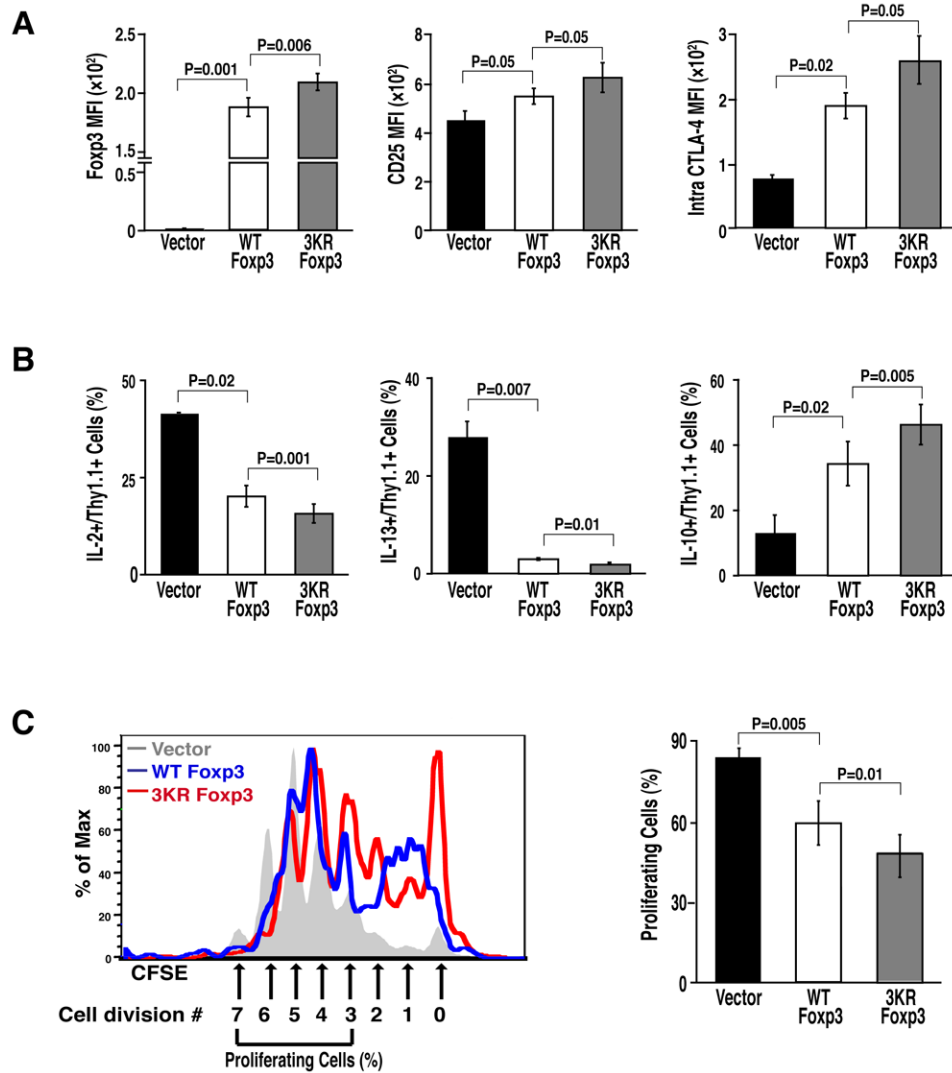 A
Foxp3 MFI (×10²)
2.5
2.0
1.5
0.5
0
P=0.001
P=0.006
Vector
WT
Foxp3
3KR
Foxp3
CD25 MFI (×10²)
8
6
4
2
0
P=0.05
P=0.05
Vector
WT
Foxp3
3KR
Foxp3
Intra CTLA-4 MFI (×10²)
3
2
1
0
P=0.02
P=0.05
Vector
WT
Foxp3
3KR
Foxp3
B
IL-2+/Thy1.1+ Cells (%)
50
25
0
P=0.02
P=0.001
Vector
WT
Foxp3
3KR
Foxp3
IL-13+/Thy1.1+ Cells (%)
40
20
0
P=0.007
P=0.01
Vector
WT
Foxp3
3KR
Foxp3
IL-10+/Thy1.1+ Cells (%)
60
40
20
0
P=0.02
P=0.005
Vector
WT
Foxp3
3KR
Foxp3
C
% of Max
100
80
60
40
20
0
Vector
WT Foxp3
3KR Foxp3
CFSE
Cell division # 7 6 5 4 3 2 1 0
Proliferating Cells (%)
Proliferating Cells (%)
90
60
30
0
P=0.005
P=0.01
Vector
WT
Foxp3
3KR
Foxp3